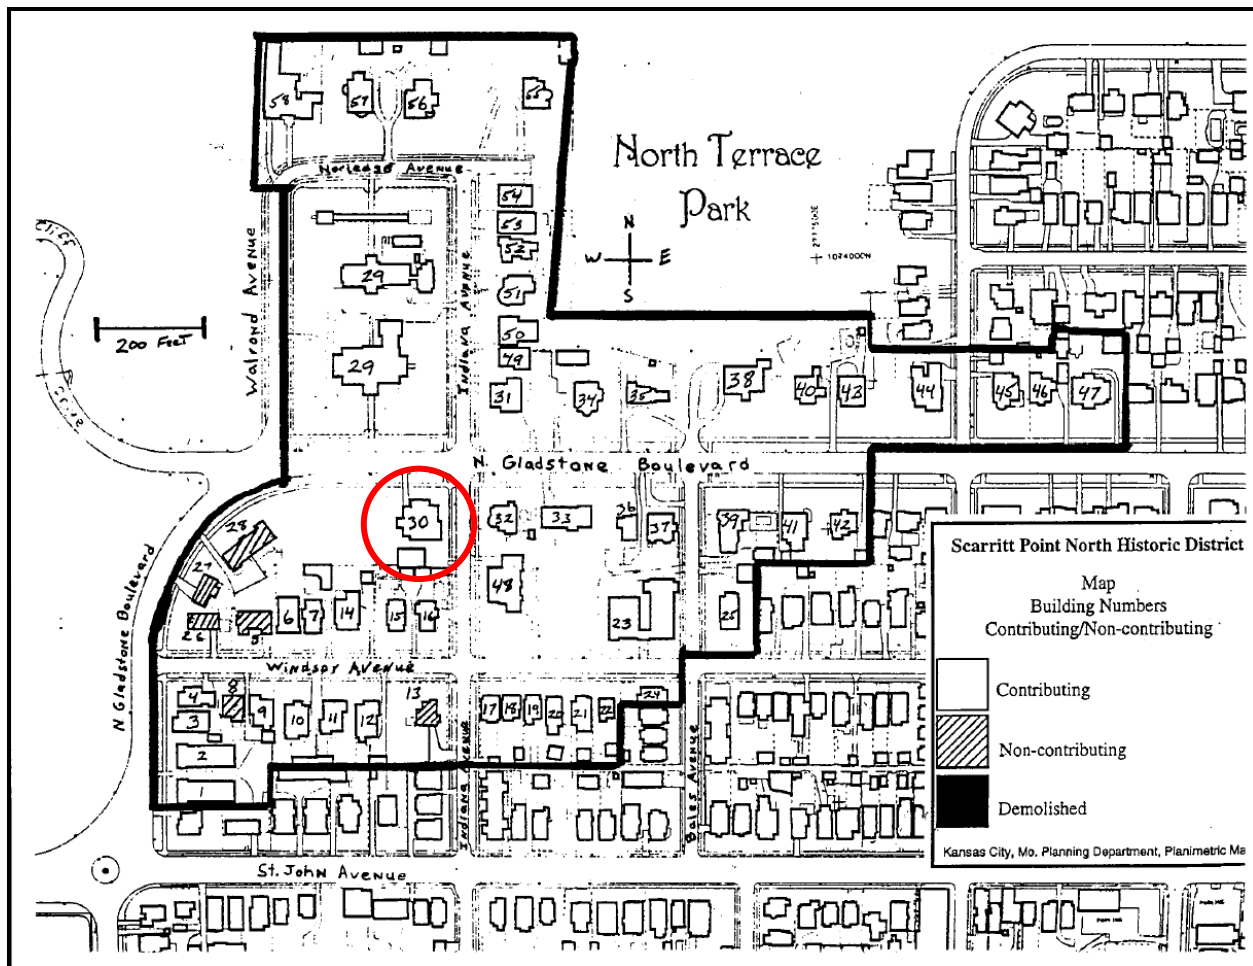 58
57
56
55
North Terrace
Park
N
W
E
S
Norledge Avenue
54
53
52
51
50
49
Cliff
Drive
200 Feet
Walrond Avenue
Indiana Avenue
29
29
31
34
35
38
40
43
44
45
46
47
N. Gladstone Boulevard
30
32
33
36
37
39
41
42
28
27
26
5
6
7
14
15
16
48
23
25
N Gladstone Boulevard
Windsor Avenue
4
3
2
1
8
9
10
11
12
13
17
18
19
20
21
22
24
Indiana Avenue
Bales Avenue
St. John Avenue
Scarritt Point North Historic District
Map
Building Numbers
Contributing/Non-contributing
Contributing
Non-contributing
Demolished
Kansas City, Mo. Planning Department, Planimetric Ma